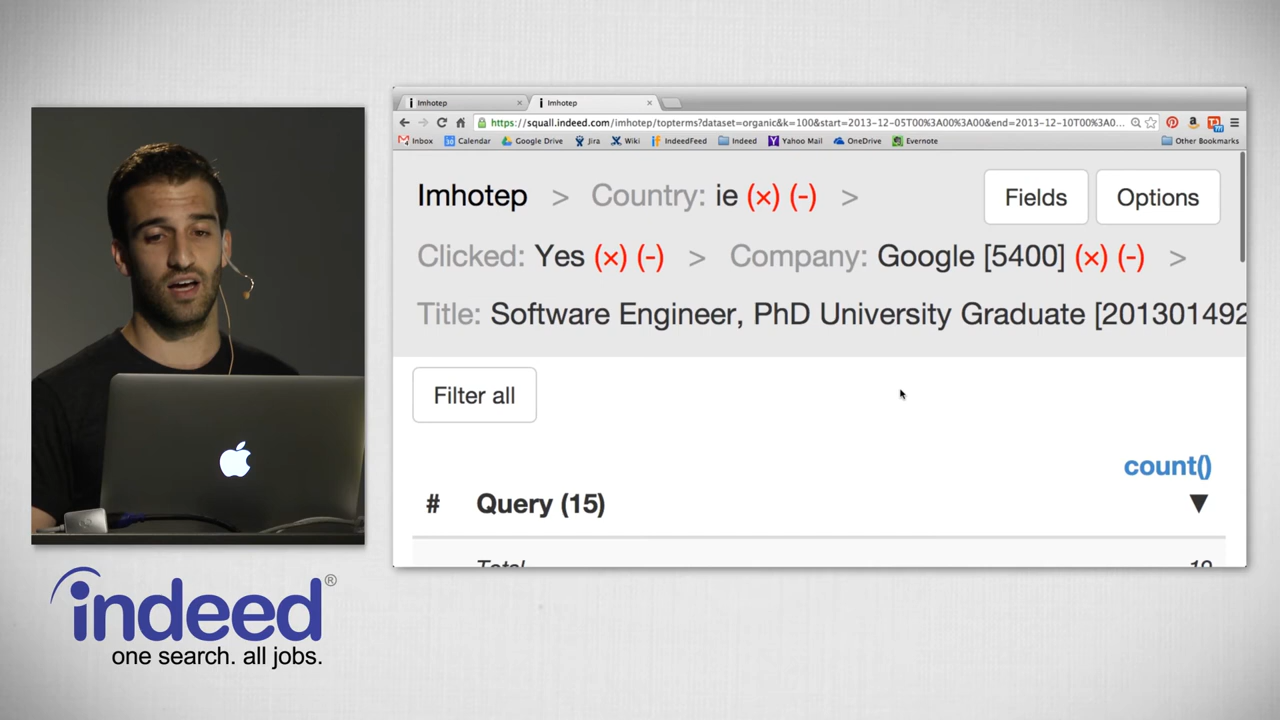 Imhotep
Imhotep
https://squall.indeed.com/imhotep/topterms?dataset=organic&k=100&start=2013-12-05T00%3A00%3A00&end=2013-12-10T00%3A0...
Inbox Calendar Google Drive Jira Wiki IndeedFeed Indeed Yahoo Mail OneDrive Evernote Other Bookmarks
Imhotep > Country: ie (×) (-) > Fields Options
Clicked: Yes (×) (-) > Company: Google [5400] (×) (-) >
Title: Software Engineer, PhD University Graduate [201301492
Filter all
count()
# Query (15) ▼
Total
indeed®
one search. all jobs.